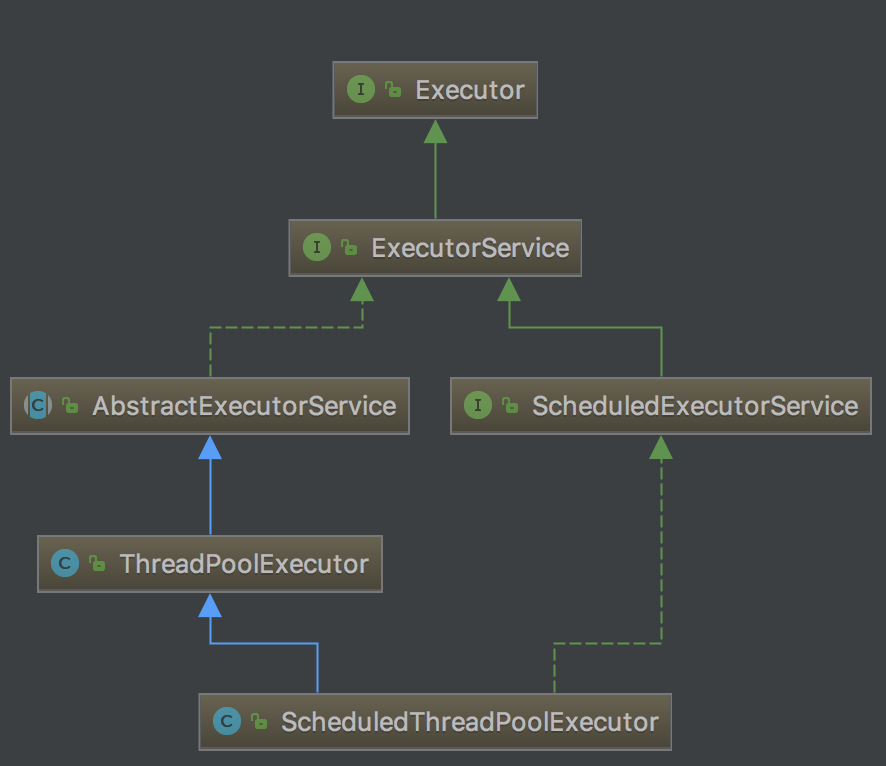 I Executor
I ExecutorService
C AbstractExecutorService
I ScheduledExecutorService
C ThreadPoolExecutor
C ScheduledThreadPoolExecutor